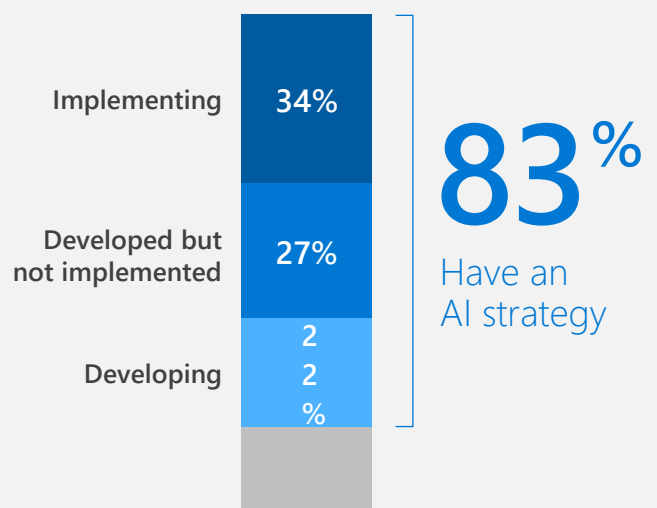 Implementing
34%
Developed but
not implemented
27%
Developing
2
2
%
83%
Have an
AI strategy